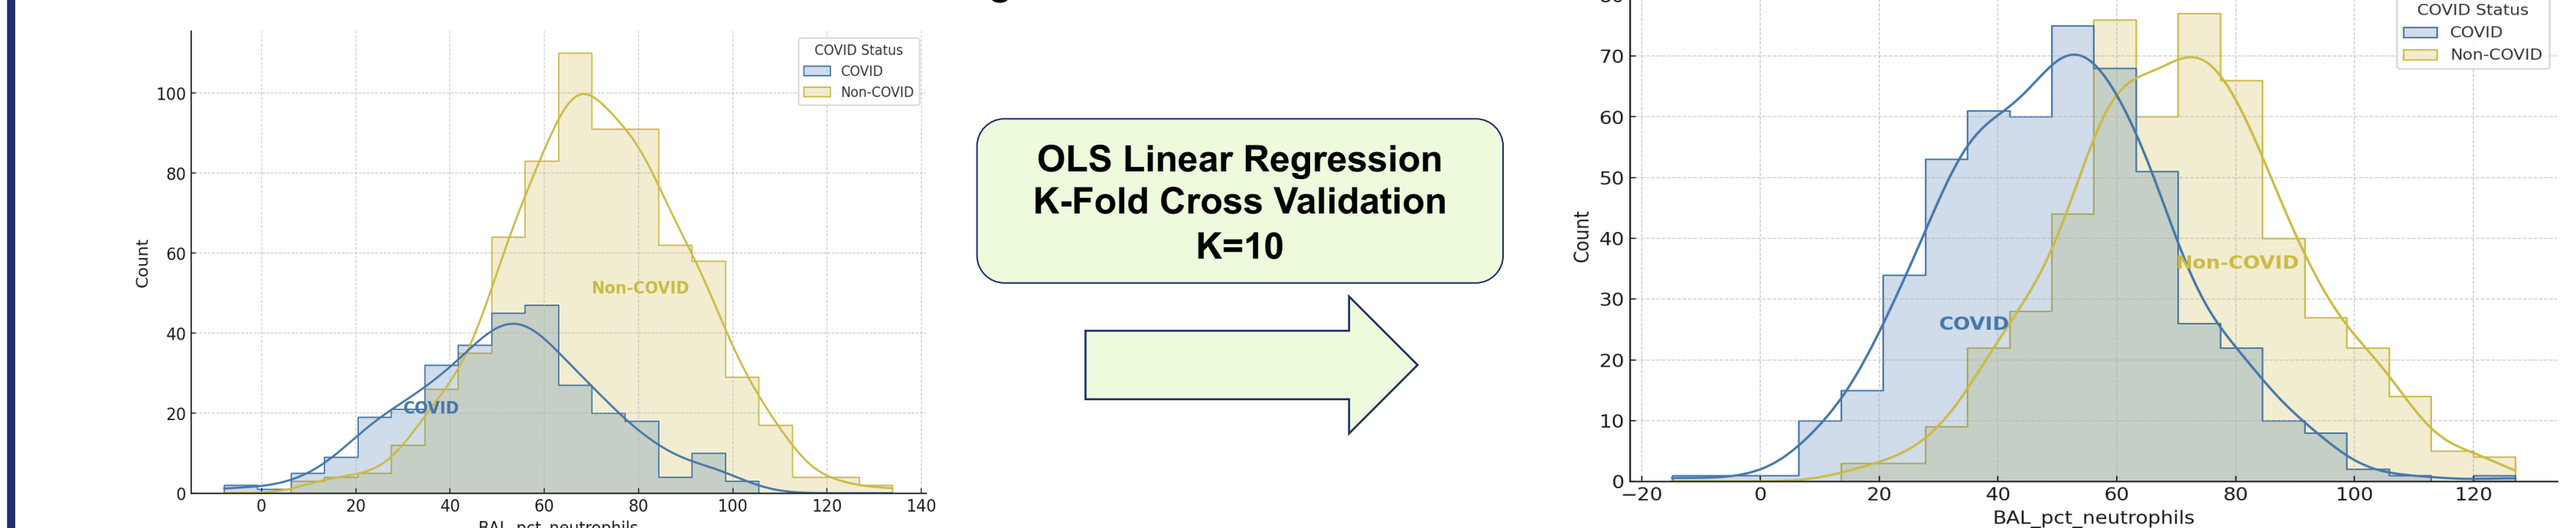 COVID Status
COVID
Non-COVID
100
80
60
40
20
0
Count
Non-COVID
COVID
0 20 40 60 80 100 120 140
BAL_pct_neutrophils
OLS Linear Regression
K-Fold Cross Validation
K=10
COVID Status
COVID
Non-COVID
70
60
50
40
30
20
10
0
Count
Non-COVID
COVID
−20 0 20 40 60 80 100 120
BAL_pct_neutrophils